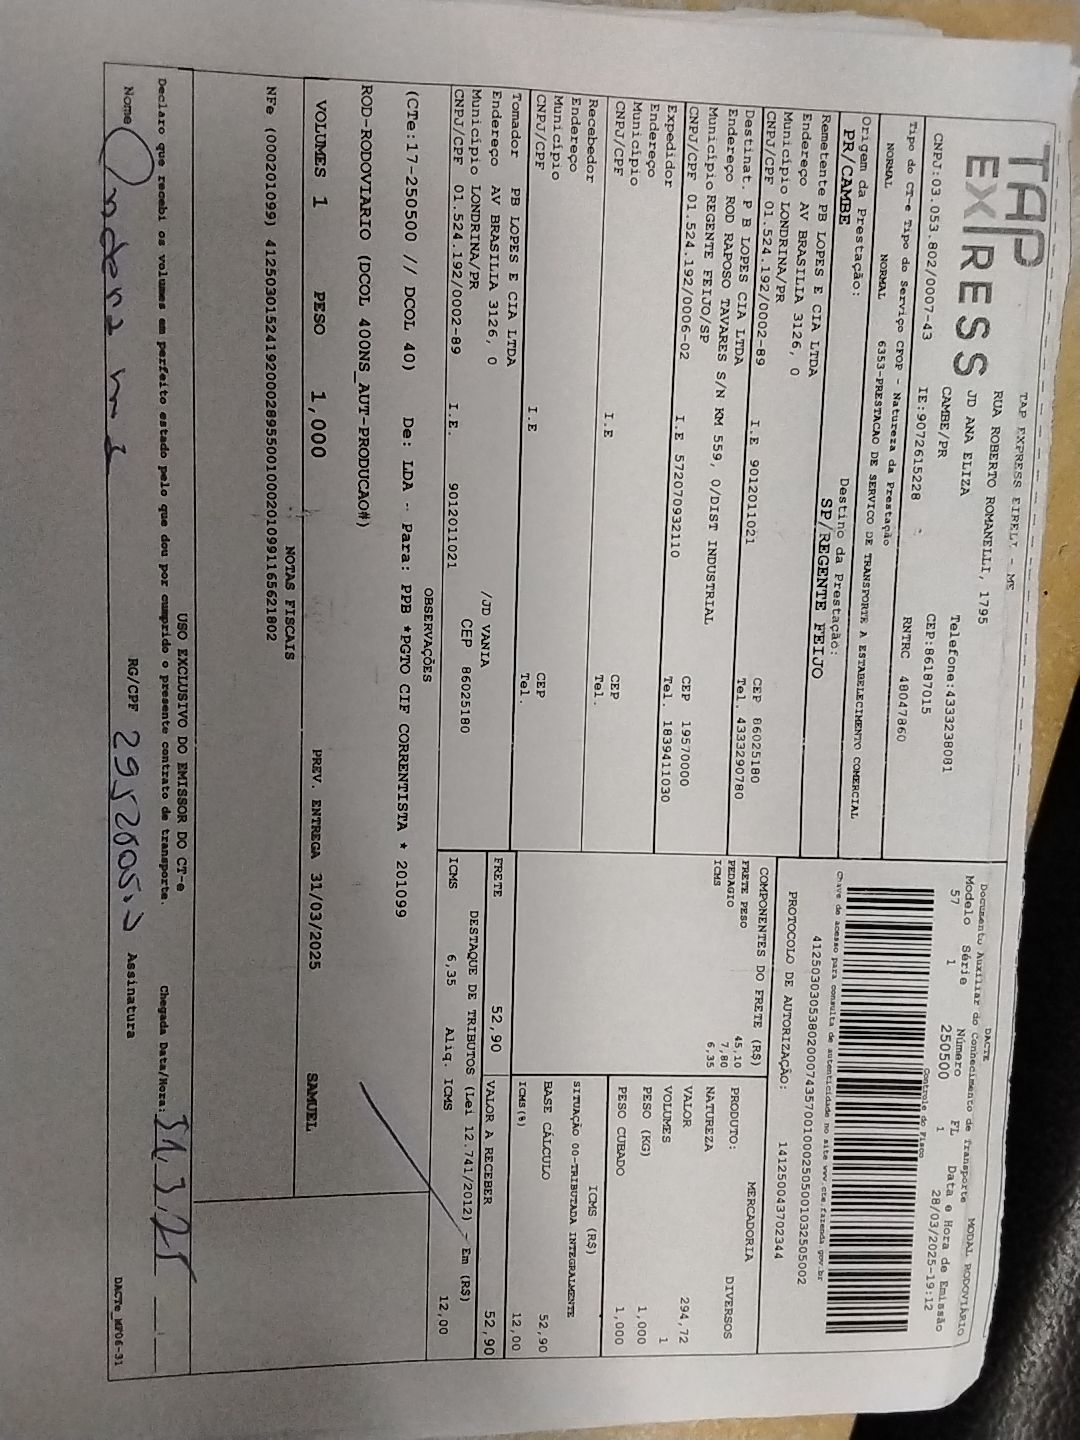 TAP EXPRESS
TAP EXPRESS EIRELI - ME
RUA ROBERTO ROMANELLI, 1795
JD ANA ELIZA
CAMBE/PR
Telefone:4333238081
CEP:86187015
CNPJ:03.053.802/0007-43 IE:9072615228 RNTRC 48047860
Tipo do CT-e Tipo do Serviço CFOP - Natureza da Prestação
NORMAL NORMAL 6353-PRESTACAO DE SERVICO DE TRANSPORTE A ESTABELECIMENTO COMERCIAL
Origem da Prestação: Destino da Prestação:
PR/CAMBE SP/REGENTE FEIJO
Remetente PB LOPES E CIA LTDA
Endereço AV BRASILIA 3126, 0
Município LONDRINA/PR CEP 86025180
CNPJ/CPF 01.524.192/0002-89 I.E 9012011021 Tel. 4333290780
Destinat. P B LOPES CIA LTDA
Endereço ROD RAPOSO TAVARES S/N KM 559, 0/DIST INDUSTRIAL
Município REGENTE FEIJO/SP CEP 19570000
CNPJ/CPF 01.524.192/0006-02 I.E 572070932110 Tel. 1839411030
Expedidor
Endereço
Município CEP
CNPJ/CPF I.E Tel.
Recebedor
Endereço
Município CEP
CNPJ/CPF I.E Tel.
Tomador PB LOPES E CIA LTDA
Endereço AV BRASILIA 3126, 0 /JD VANIA
Município LONDRINA/PR CEP 86025180
CNPJ/CPF 01.524.192/0002-89 I.E. 9012011021
DACTE MODAL RODOVIÁRIO
Documento Auxiliar do Conhecimento de Transporte
Modelo Série Número FL Data e Hora de Emissão
57 1 250500 1 28/03/2025-19:12
Controle do Fisco
Chave de acesso para consulta de autenticidade no site www.cte.fazenda.gov.br
41250303053802000743570010002505001032505002
PROTOCOLO DE AUTORIZAÇÃO: 141250043702344
COMPONENTES DO FRETE (R$)
FRETE PESO 45,10
PEDAGIO 7,80
ICMS 6,35
FRETE 52,90
PRODUTO: MERCADORIA
NATUREZA DIVERSOS
VALOR 294,72
VOLUMES 1
PESO (KG) 1,000
PESO CUBADO 1,000
ICMS (R$)
SITUAÇÃO 00-TRIBUTADA INTEGRALMENTE
BASE CÁLCULO 52,90
ICMS(%) 12,00
VALOR A RECEBER 52,90
DESTAQUE DE TRIBUTOS (Lei 12.741/2012) - Em (R$)
ICMS 6,35 Aliq. ICMS 12,00
OBSERVAÇÕES
(CTe:17-250500 // DCOL 40) De: LDA - Para: PPB *PGTO CIF CORRENTISTA * 201099
ROD-RODOVIARIO (DCOL 400NS_AUT-PRODUCAO#)
VOLUMES 1 PESO 1,000 PREV. ENTREGA 31/03/2025 SAMUEL
NOTAS FISCAIS
NFe (000201099) 41250301524192000289550010002010991165621802
USO EXCLUSIVO DO EMISSOR DO CT-e
Declaro que recebi os volumes em perfeito estado pelo que dou por cumprido o presente contrato de transporte. Chegada Data/Hora: 31,3,25
Nome RG/CPF Assinatura
DACTe_MF06-31